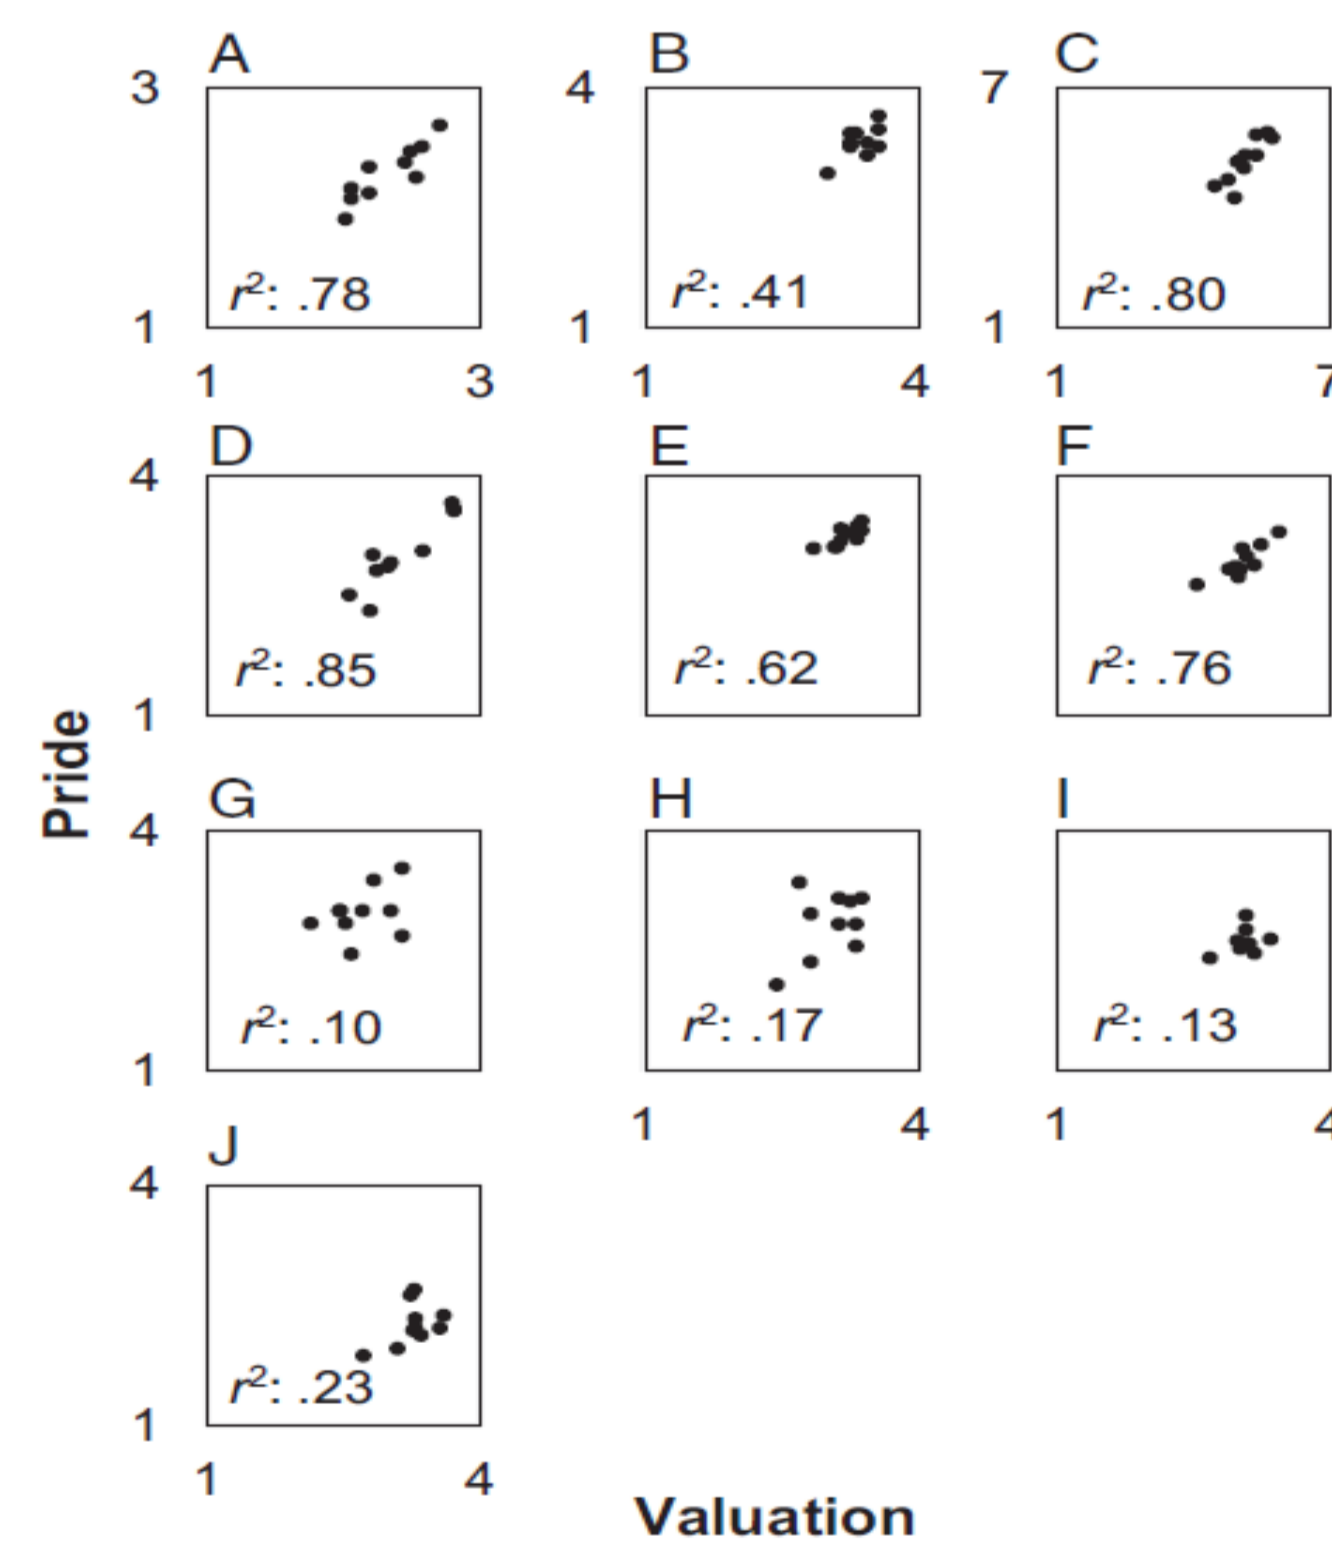 A B C
3 4 7
r²: .78 r²: .41 r²: .80
1 1 1
1 3 1 4 1 7
D E F
4
r²: .85 r²: .62 r²: .76
1
Pride
G H I
4
r²: .10 r²: .17 r²: .13
1
1 4 1 4
J
4
r²: .23
1
1 4
Valuation